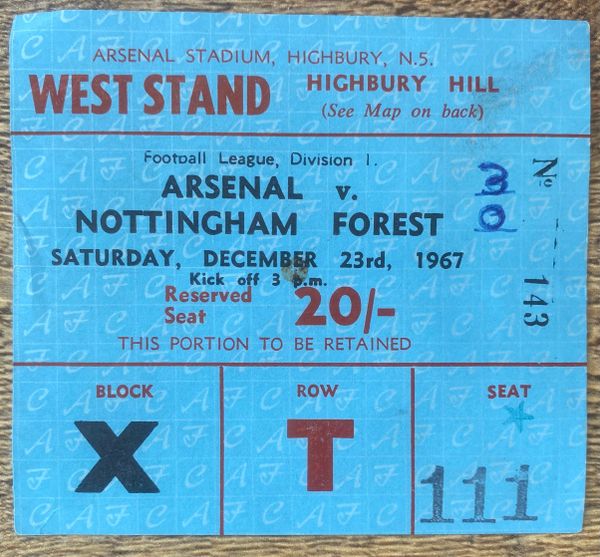 ARSENAL STADIUM, HIGHBURY, N.5.
WEST STAND
HIGHBURY HILL
(See Map on back)
Football League, Division 1.
ARSENAL v.
NOTTINGHAM FOREST
SATURDAY, DECEMBER 23rd, 1967
Kick off 3 p.m.
Reserved Seat 20/-
THIS PORTION TO BE RETAINED
3
0
No 143
BLOCK ROW SEAT
X T 111